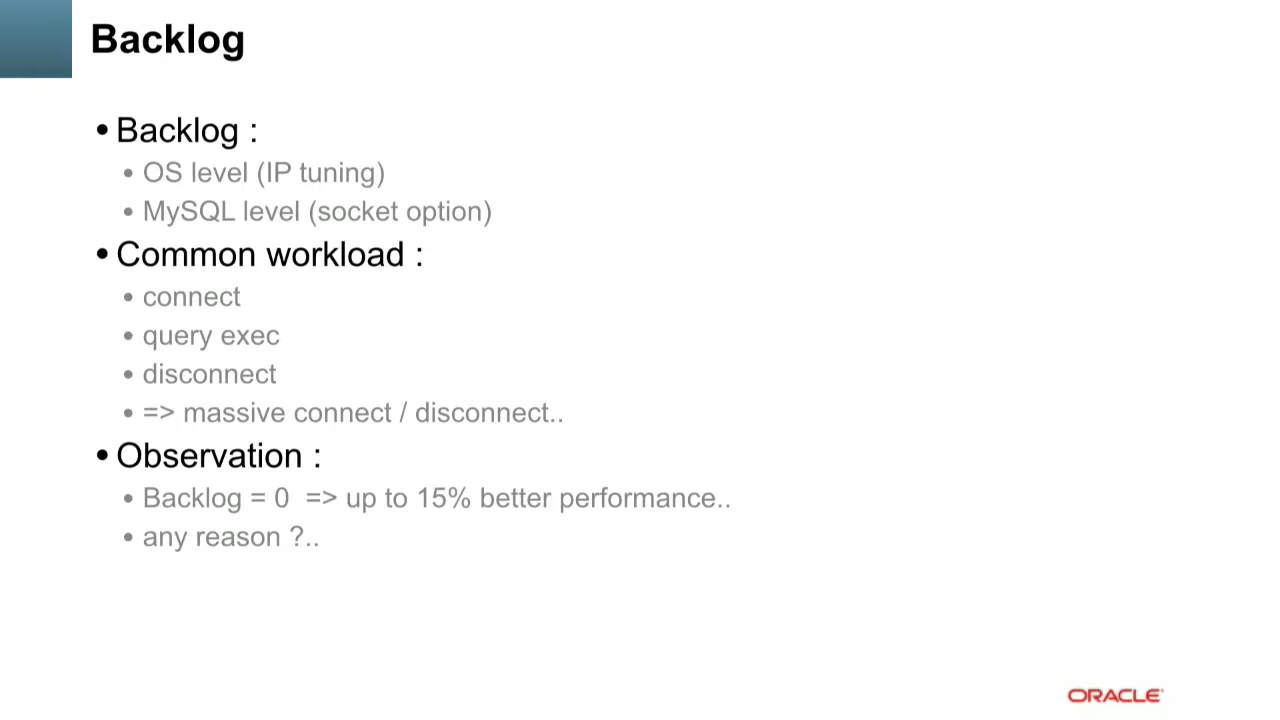 Backlog
• Backlog :
• OS level (IP tuning)
• MySQL level (socket option)
• Common workload :
• connect
• query exec
• disconnect
• => massive connect / disconnect..
• Observation :
• Backlog = 0  => up to 15% better performance..
• any reason ?..
ORACLE